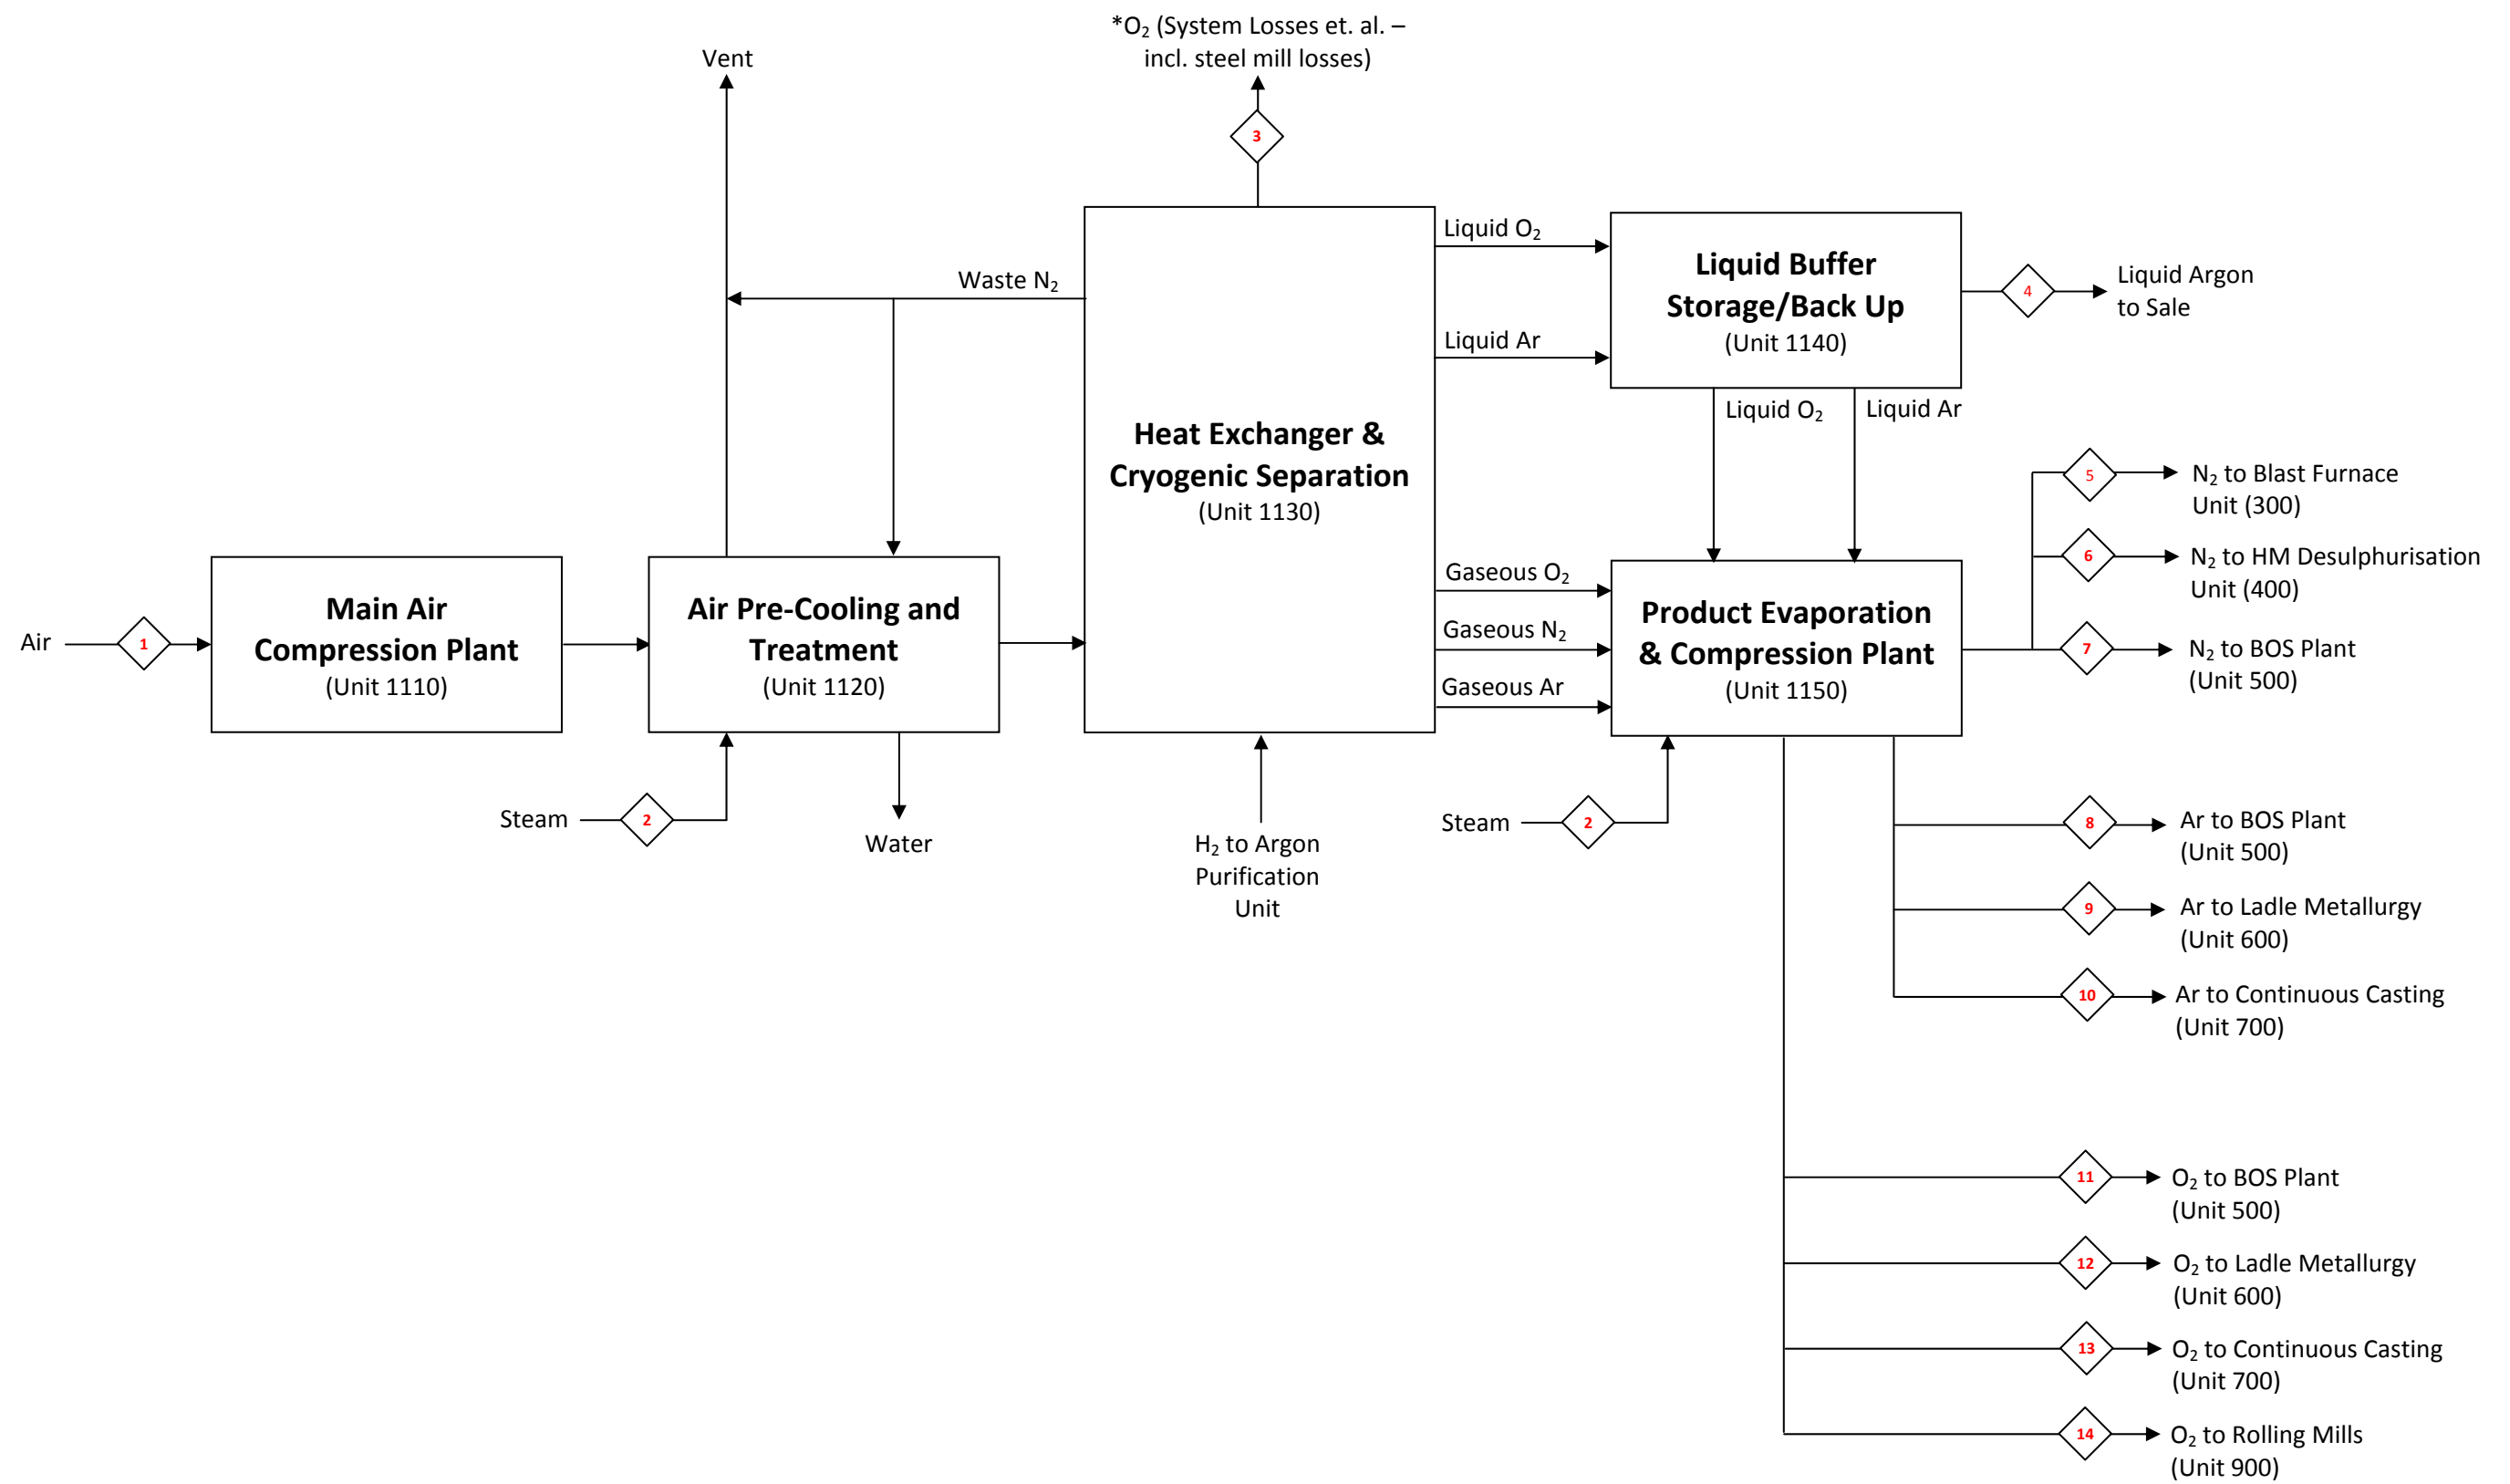 *O₂ (System Losses et. al. –
incl. steel mill losses)
Vent
3
Waste N₂
Liquid O₂
Liquid Ar
Liquid Buffer
Storage/Back Up
(Unit 1140)
4
Liquid Argon
to Sale
Liquid O₂
Liquid Ar
Heat Exchanger &
Cryogenic Separation
(Unit 1130)
5
N₂ to Blast Furnace
Unit (300)
6
N₂ to HM Desulphurisation
Unit (400)
7
N₂ to BOS Plant
(Unit 500)
Air
1
Main Air
Compression Plant
(Unit 1110)
Air Pre-Cooling and
Treatment
(Unit 1120)
Gaseous O₂
Gaseous N₂
Gaseous Ar
Product Evaporation
& Compression Plant
(Unit 1150)
Steam
2
Water
H₂ to Argon
Purification
Unit
Steam
2
8
Ar to BOS Plant
(Unit 500)
9
Ar to Ladle Metallurgy
(Unit 600)
10
Ar to Continuous Casting
(Unit 700)
11
O₂ to BOS Plant
(Unit 500)
12
O₂ to Ladle Metallurgy
(Unit 600)
13
O₂ to Continuous Casting
(Unit 700)
14
O₂ to Rolling Mills
(Unit 900)